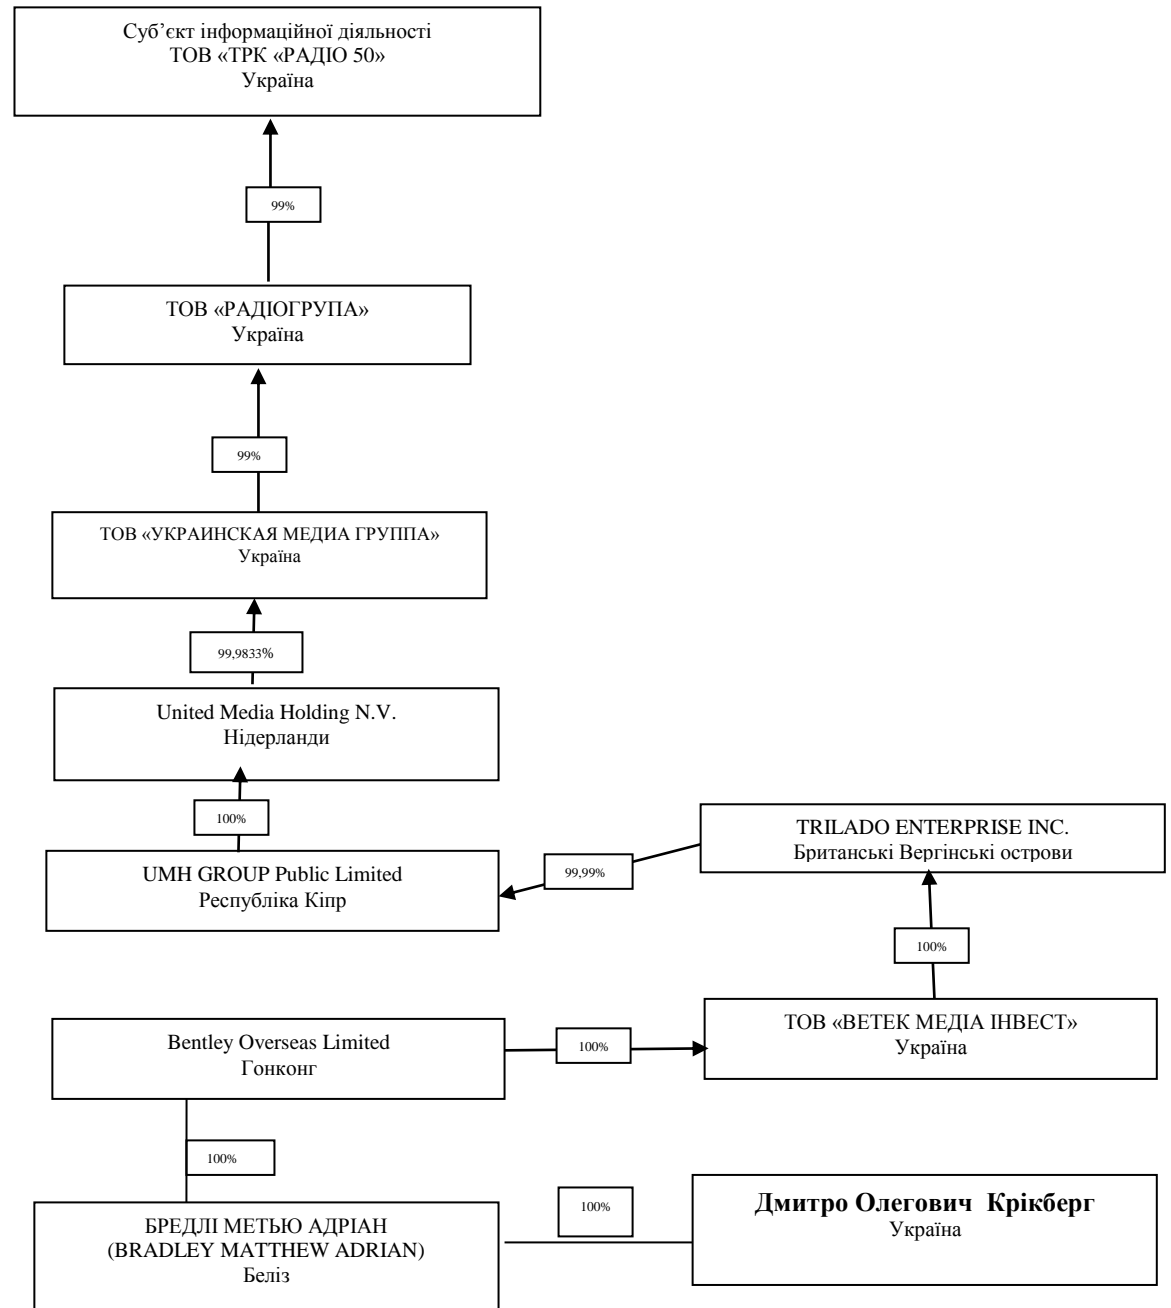 Суб’єкт інформаційної діяльності
ТОВ «ТРК «РАДІО 50»
Україна
99%
ТОВ «РАДІОГРУПА»
Україна
99%
ТОВ «УКРАИНСКАЯ МЕДИА ГРУППА»
Україна
99,9833%
United Media Holding N.V.
Нідерланди
100%
TRILADO ENTERPRISE INC.
Британські Вергінські острови
99,99%
UMH GROUP Public Limited
Республіка Кіпр
100%
ТОВ «ВЕТЕК МЕДІА ІНВЕСТ»
Україна
Bentley Overseas Limited
Гонконг
100%
100%
100%
БРЕДЛІ МЕТЬЮ АДРІАН
(BRADLEY MATTHEW ADRIAN)
Беліз
Дмитро Олегович Крікберг
Україна